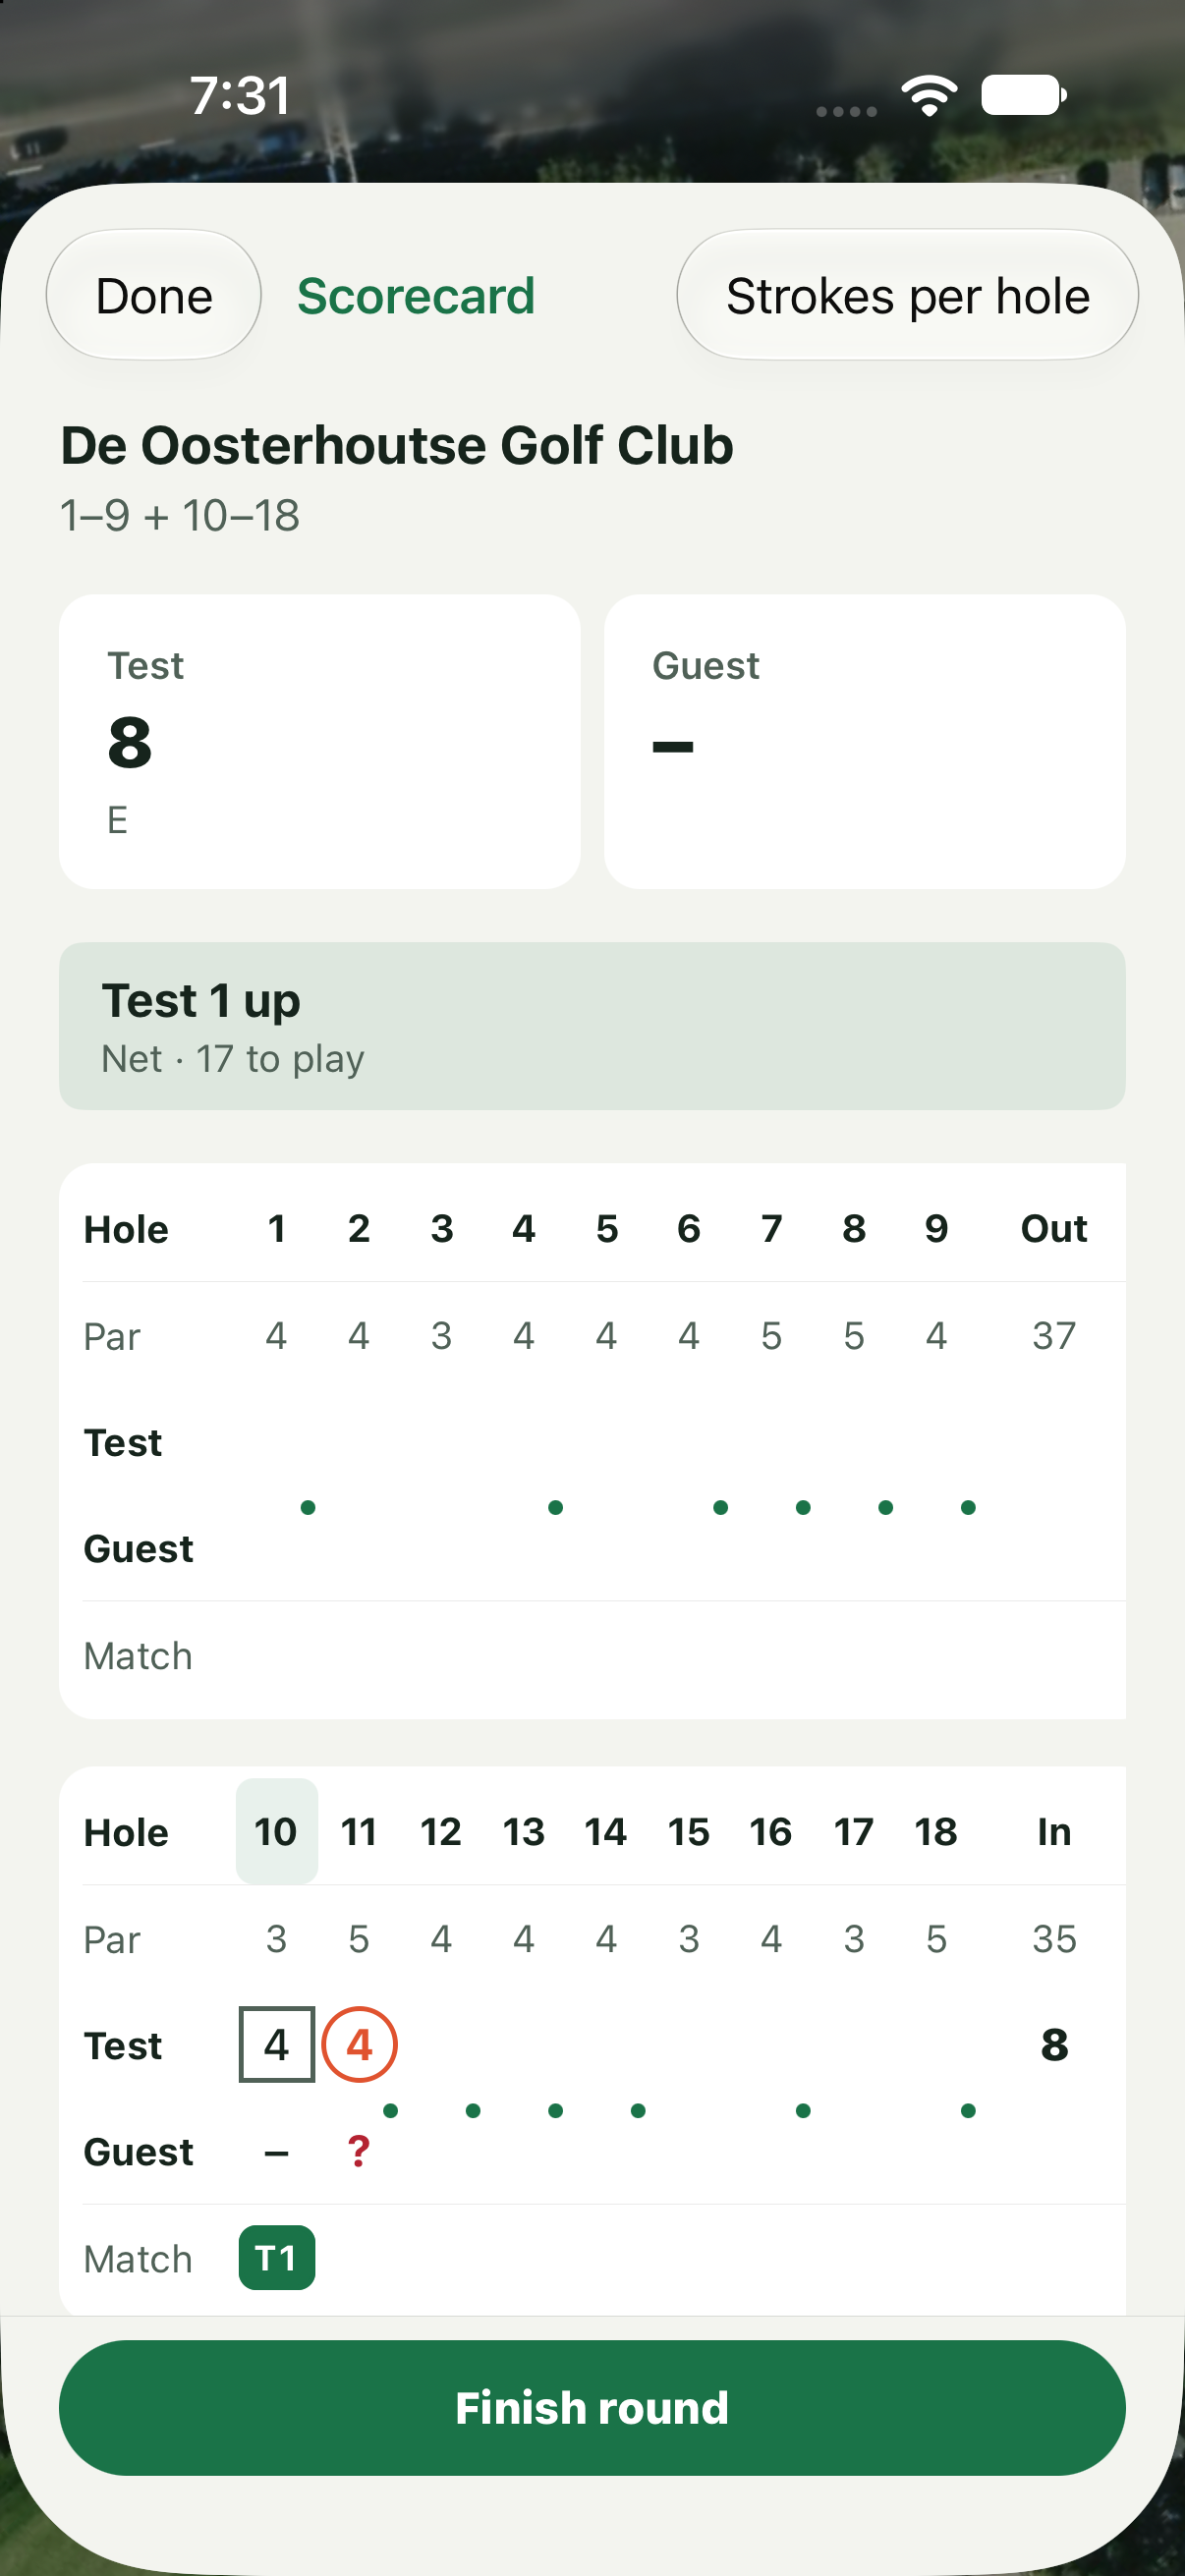 7:31
Done Scorecard Strokes per hole
De Oosterhoutse Golf Club
1–9 + 10–18
Test Guest
8 –
E
Test 1 up
Net · 17 to play
Hole 1 2 3 4 5 6 7 8 9 Out
Par 4 4 3 4 4 4 5 5 4 37
Test
Guest
Match
Hole 10 11 12 13 14 15 16 17 18 In
Par 3 5 4 4 4 3 4 3 5 35
Test 4 4 8
Guest – ?
Match T1
Finish round